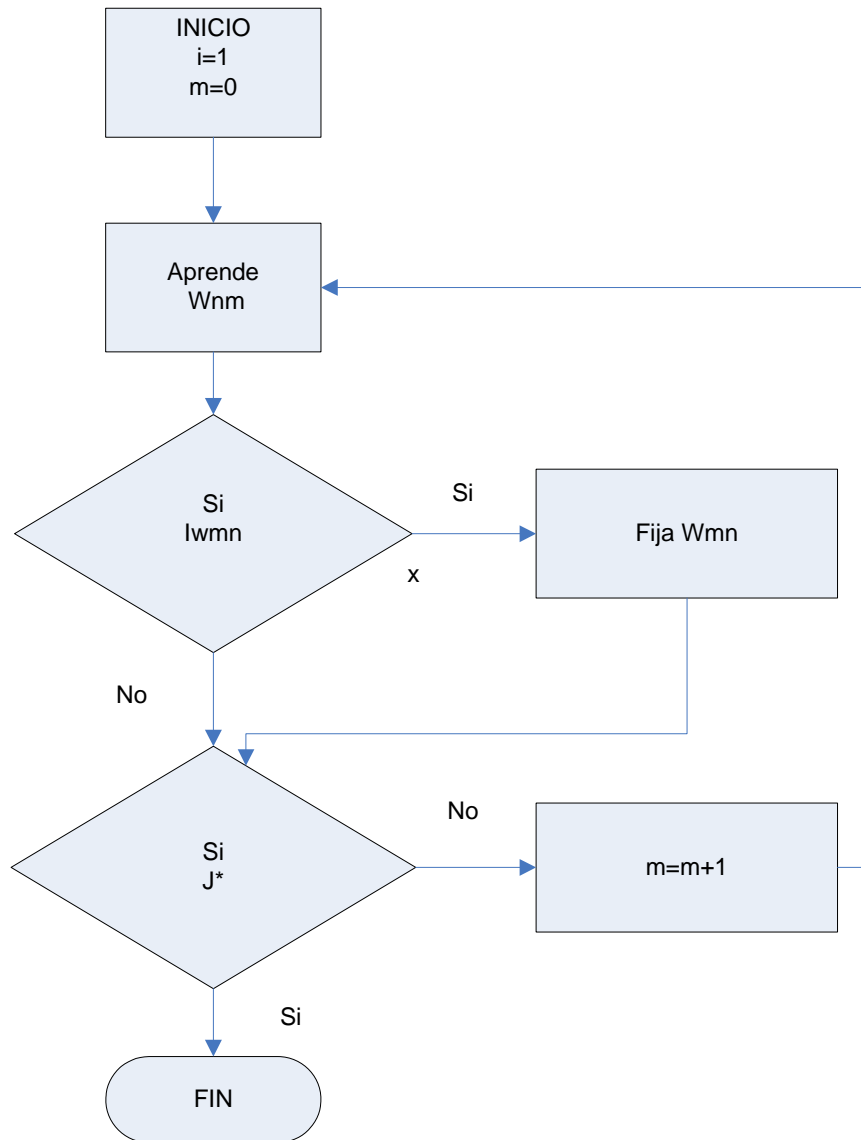 INICIO
i=1
m=0
Aprende
Wnm
Si
Iwmn
Si
x
Fija Wmn
No
Si
J*
No
m=m+1
Si
FIN